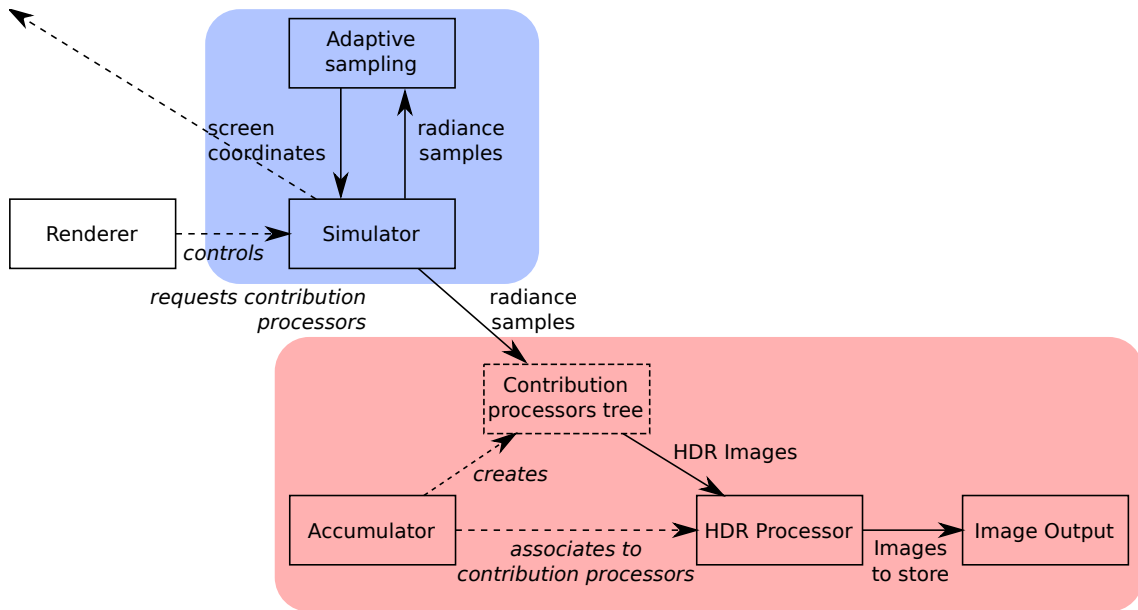 Adaptive
sampling
screen
coordinates
radiance
samples
Renderer
controls
Simulator
requests contribution
processors
radiance
samples
Contribution
processors tree
creates
HDR Images
Accumulator
associates to
contribution processors
HDR Processor
Images
to store
Image Output